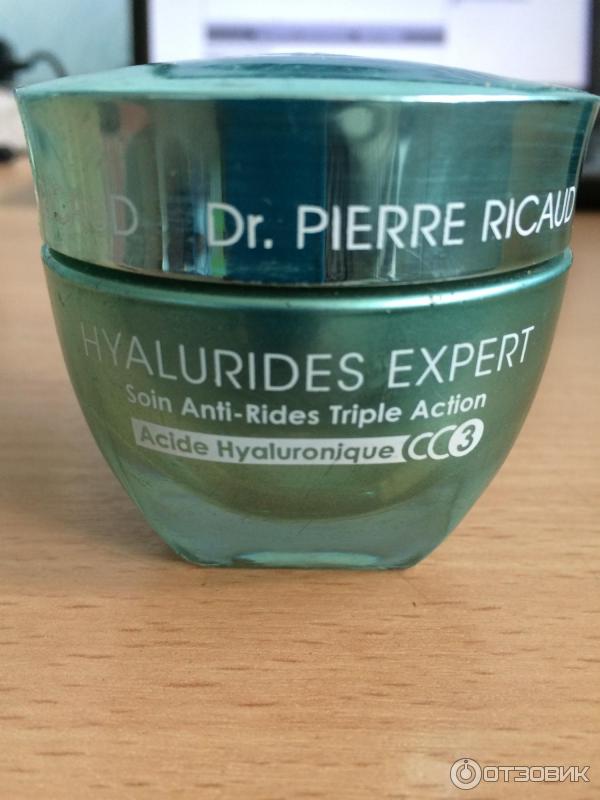 Dr. PIERRE RICAUD
HYALURIDES EXPERT
Soin Anti-Rides Triple Action
Acide Hyaluronique CC3
ОТЗОВИК